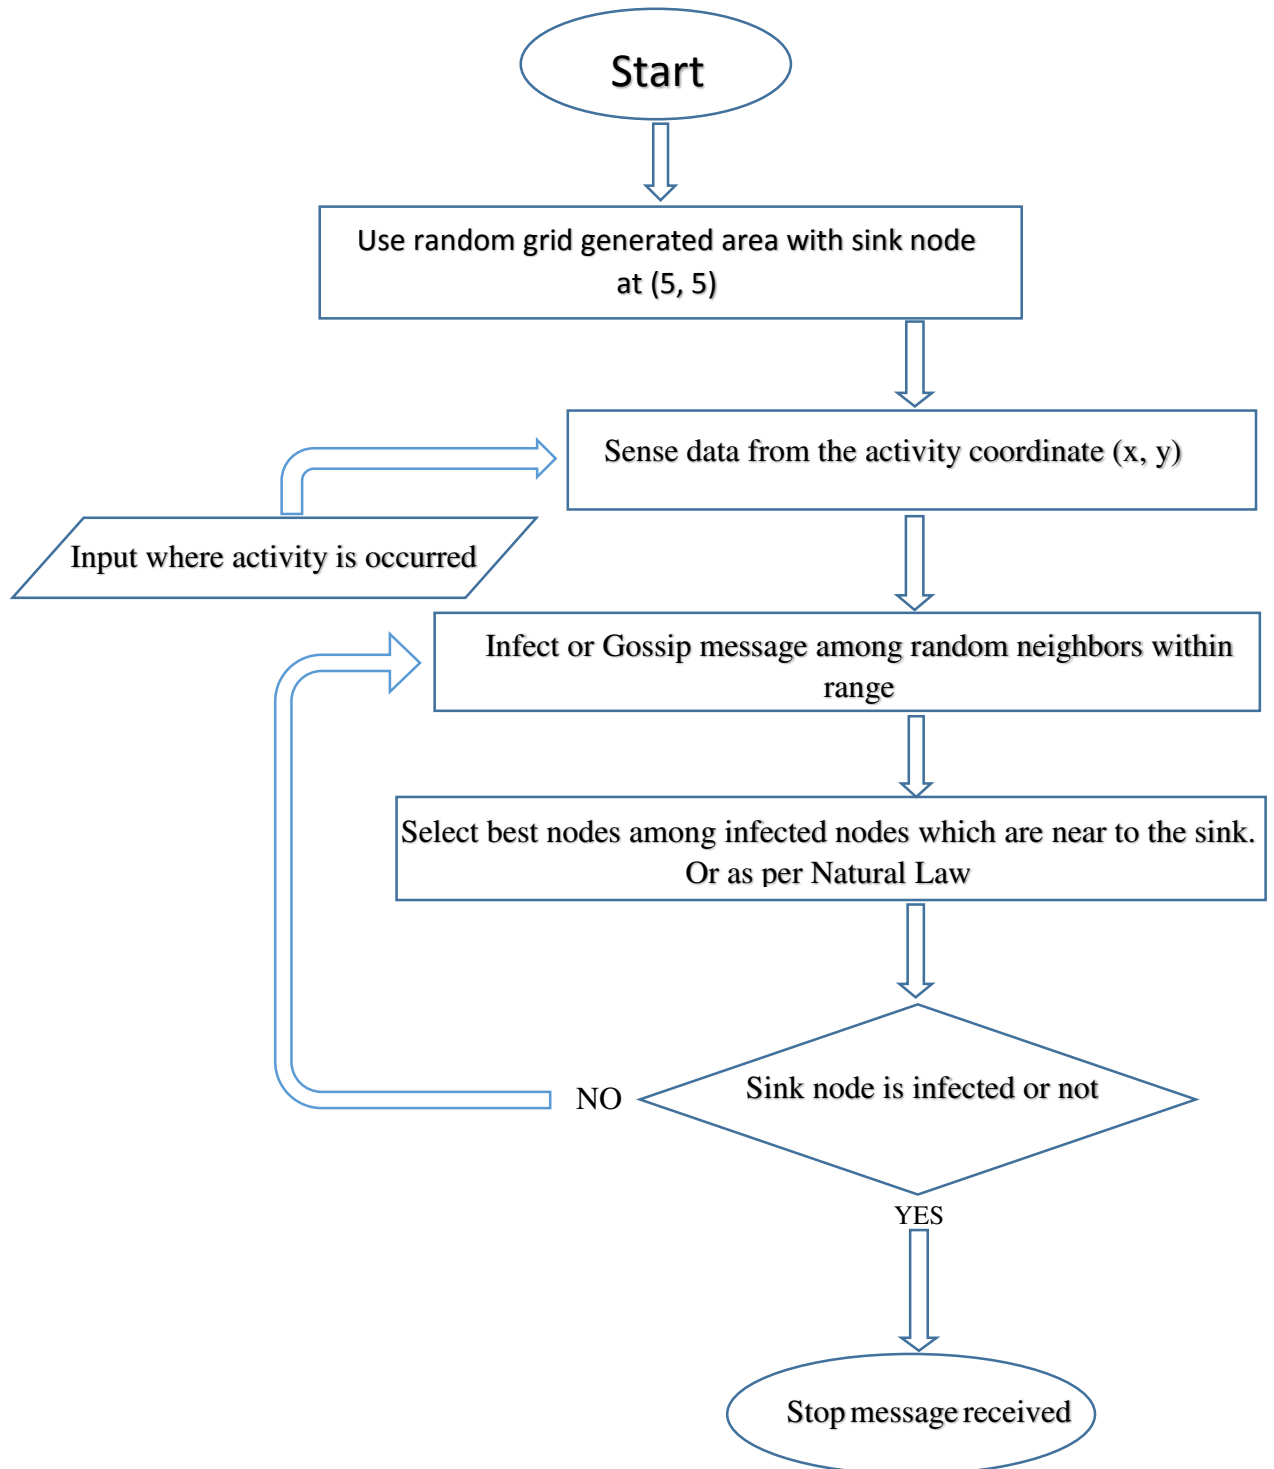 Start
Use random grid generated area with sink node
at (5, 5)
Sense data from the activity coordinate (x, y)
Input where activity is occurred
Infect or Gossip message among random neighbors within
range
Select best nodes among infected nodes which are near to the sink.
Or as per Natural Law
Sink node is infected or not
NO
YES
Stop message received